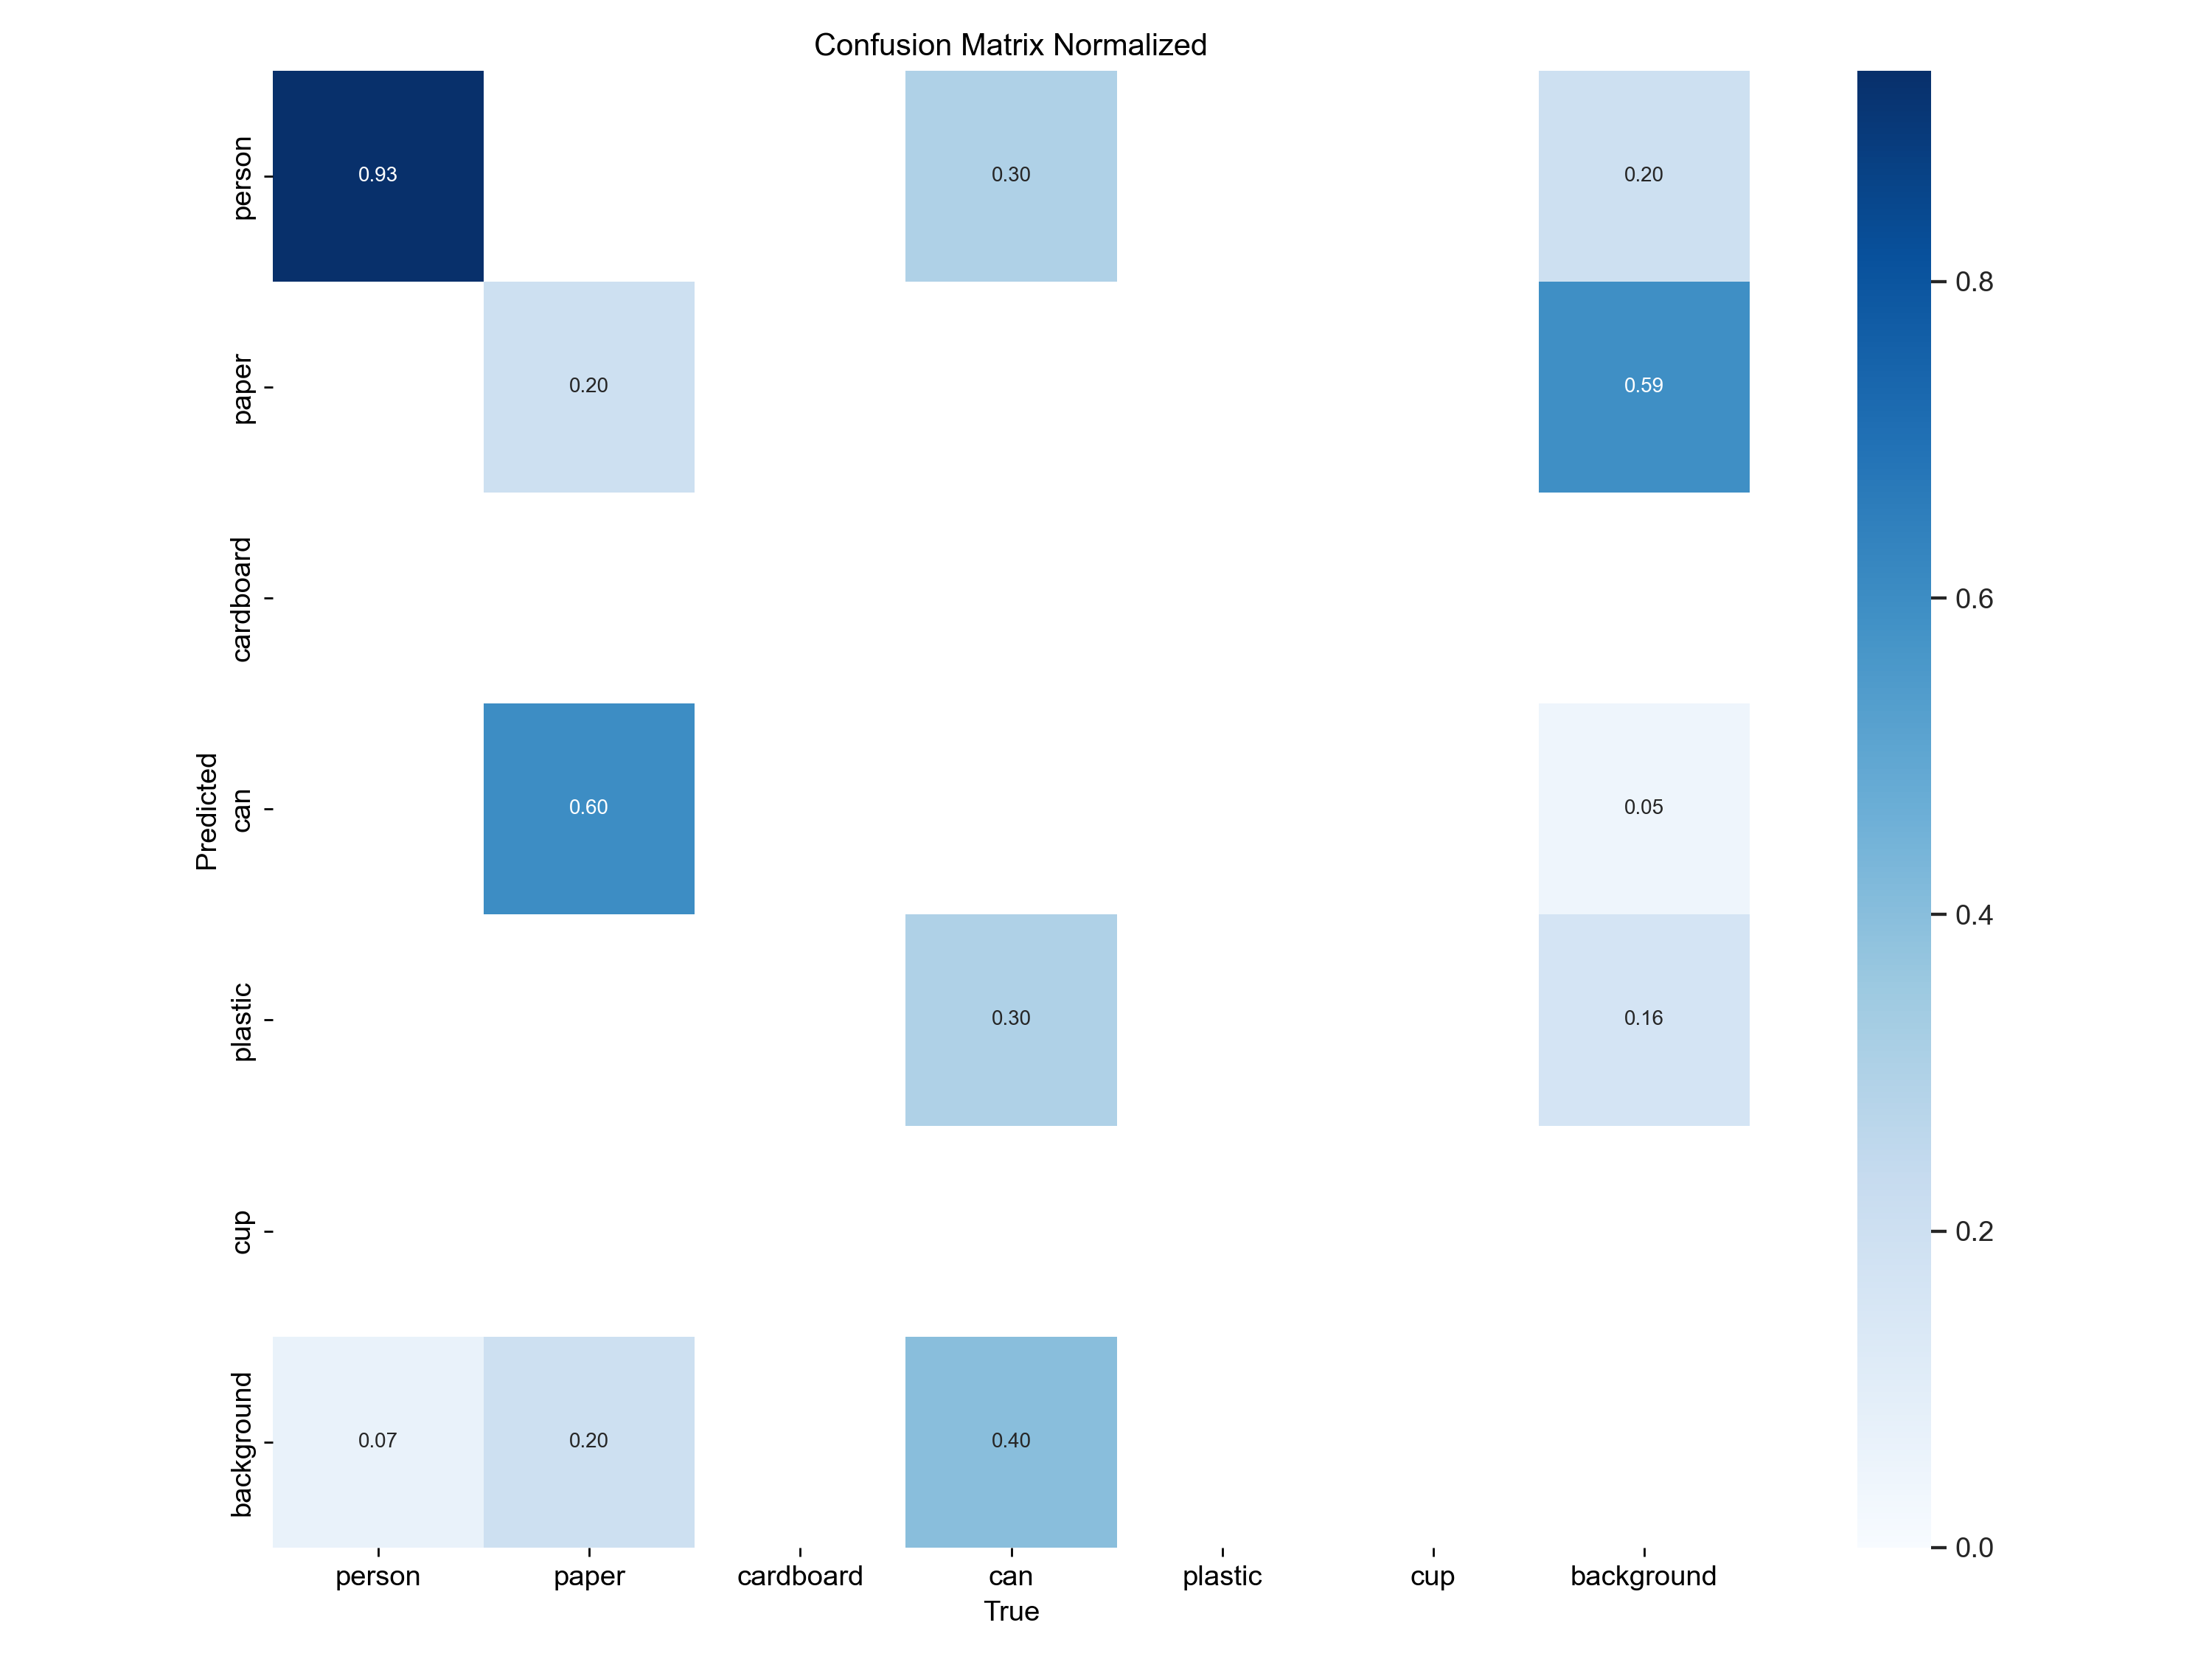 Confusion Matrix Normalized
person
0.93
0.30
0.20
0.8
paper
0.20
0.59
cardboard
0.6
Predicted
can
0.60
0.05
0.4
plastic
0.30
0.16
cup
0.2
background
0.07
0.20
0.40
0.0
person paper cardboard can plastic cup background
True